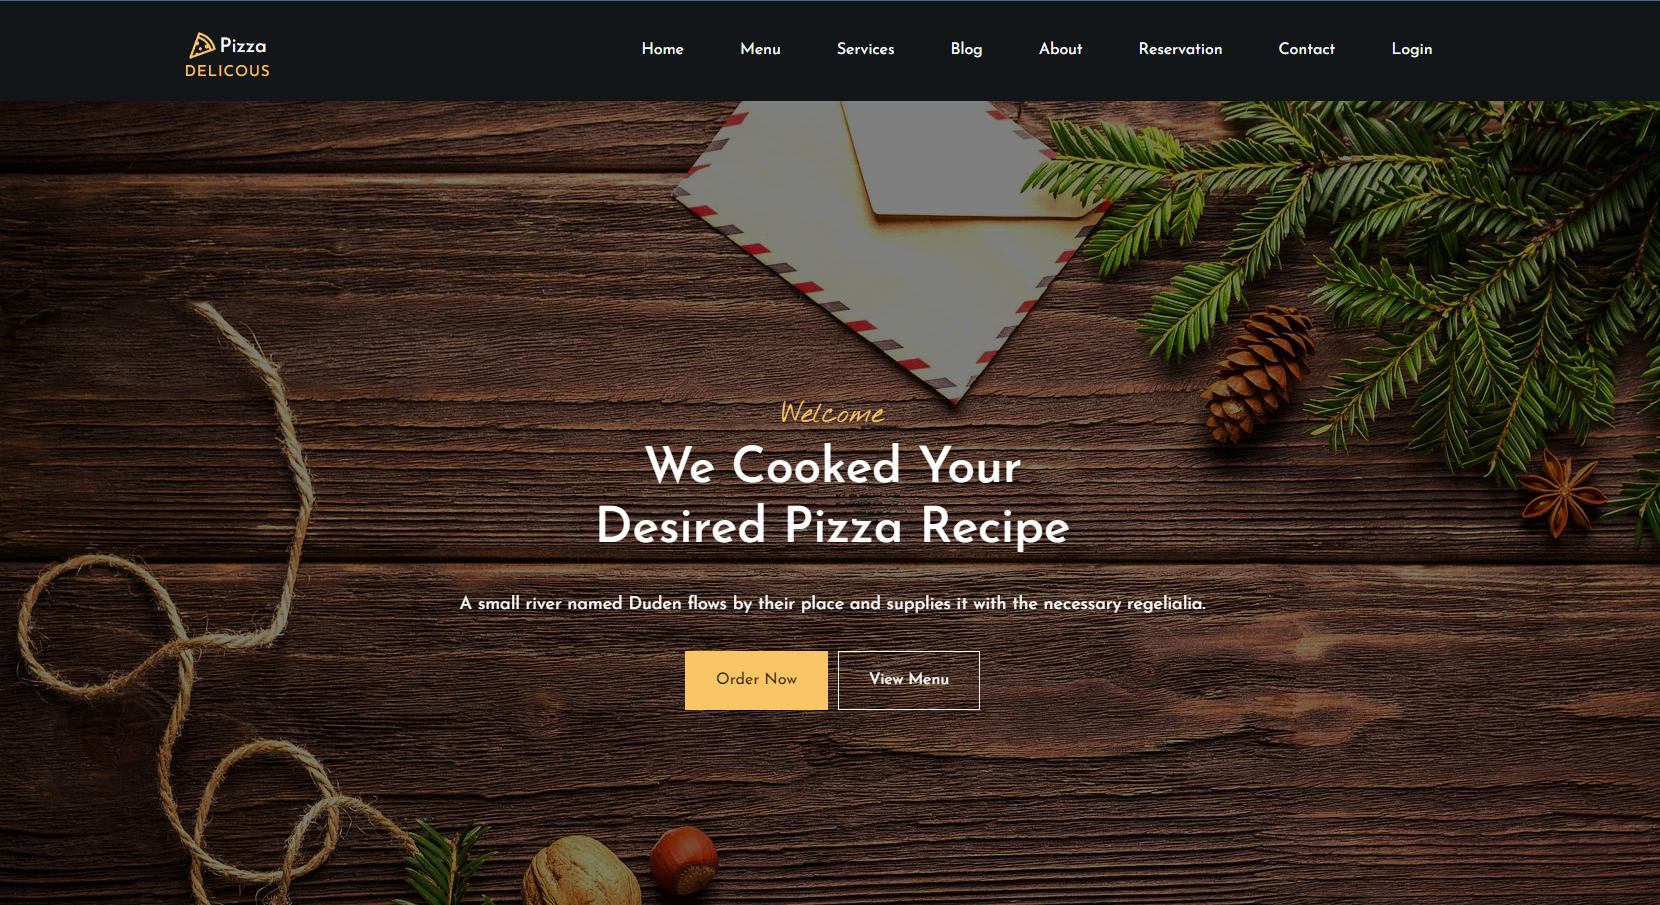 Pizza
DELICOUS
Home Menu Services Blog About Reservation Contact Login
Welcome
We Cooked Your
Desired Pizza Recipe
A small river named Duden flows by their place and supplies it with the necessary regelialia.
Order Now View Menu